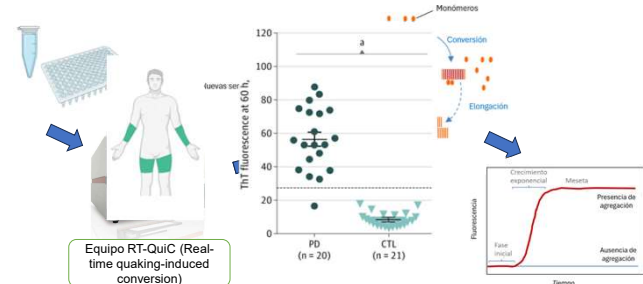 Monómeros
Conversión
Elongación
a
ThT fluorescence at 60 h,
120
100
80
60
40
20
0
PD
(n = 20)
CTL
(n = 21)
Equipo RT-QuiC (Real-
time quaking-induced
conversion)
Crecimiento
exponencial
Meseta
Presencia de
agregación
Fase
inicial
Ausencia de
agregación
Fluorescencia
Tiempo